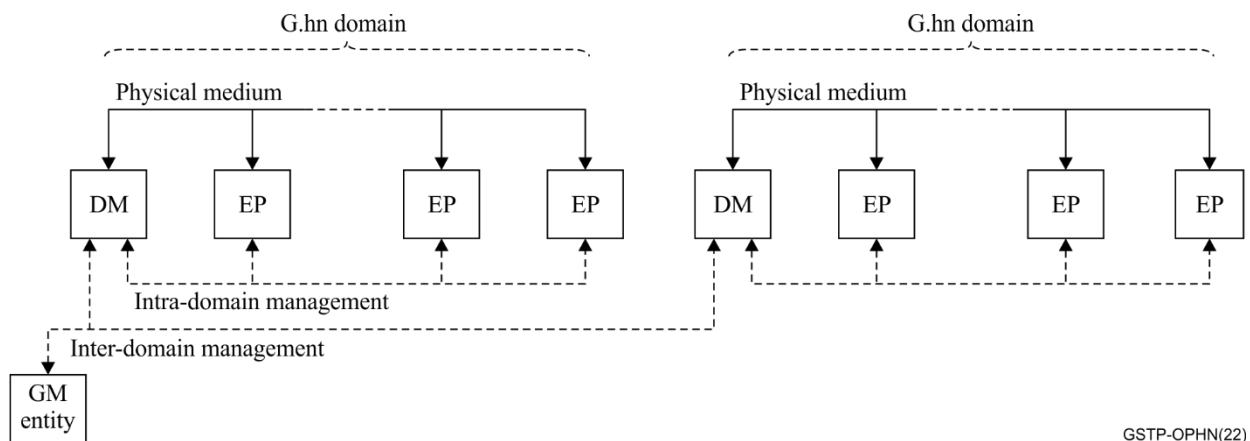 G.hn domain
G.hn domain
Physical medium
Physical medium
DM
EP
EP
EP
DM
EP
EP
EP
Intra-domain management
Inter-domain management
GM
entity
GSTP-OPHN(22)